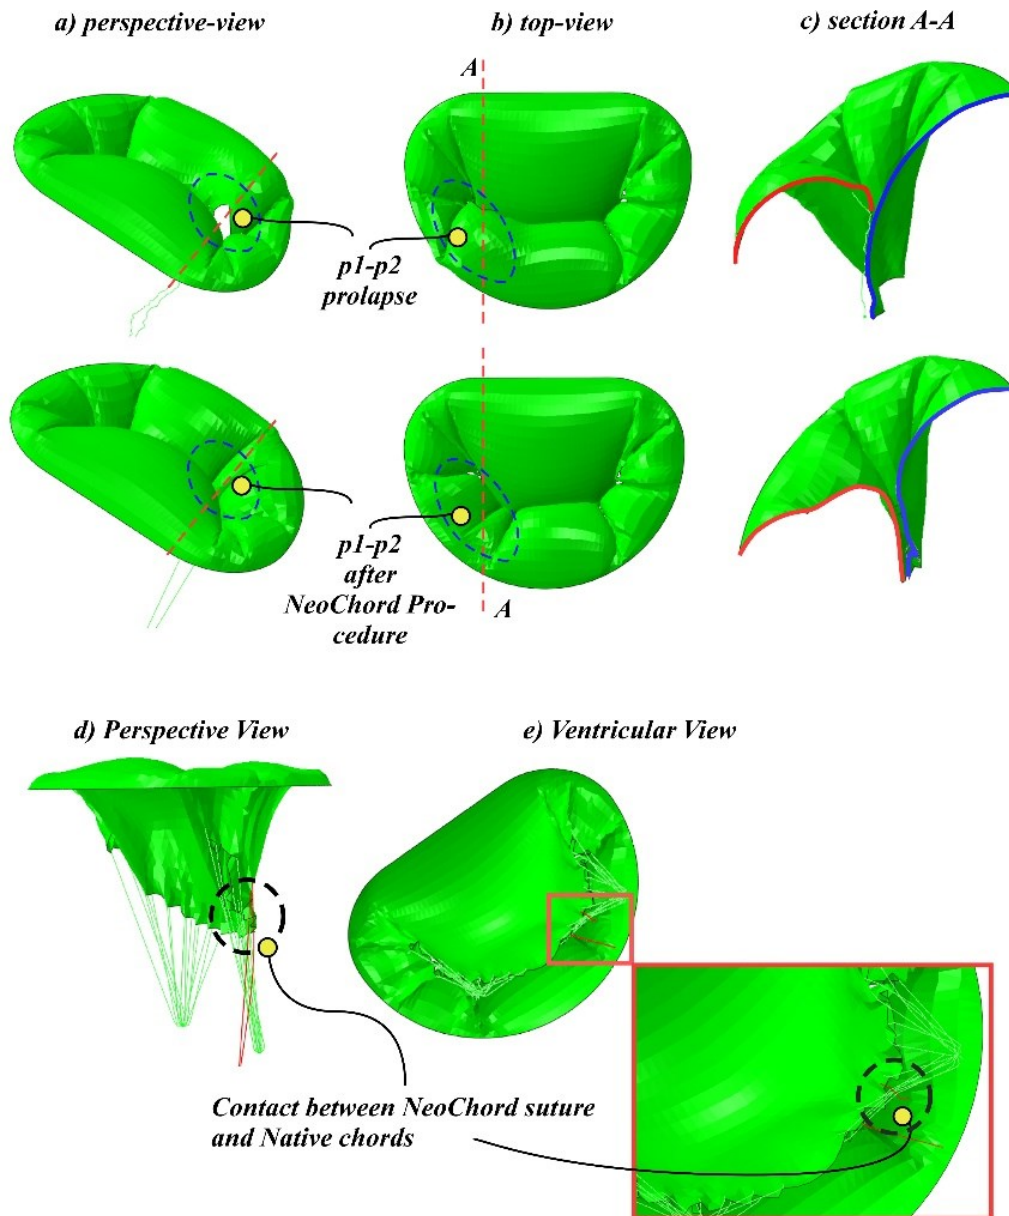 a) perspective-view
b) top-view
c) section A-A
A
p1-p2
prolapse
p1-p2
after
NeoChord Pro-
cedure
A
d) Perspective View
e) Ventricular View
Contact between NeoChord suture
and Native chords